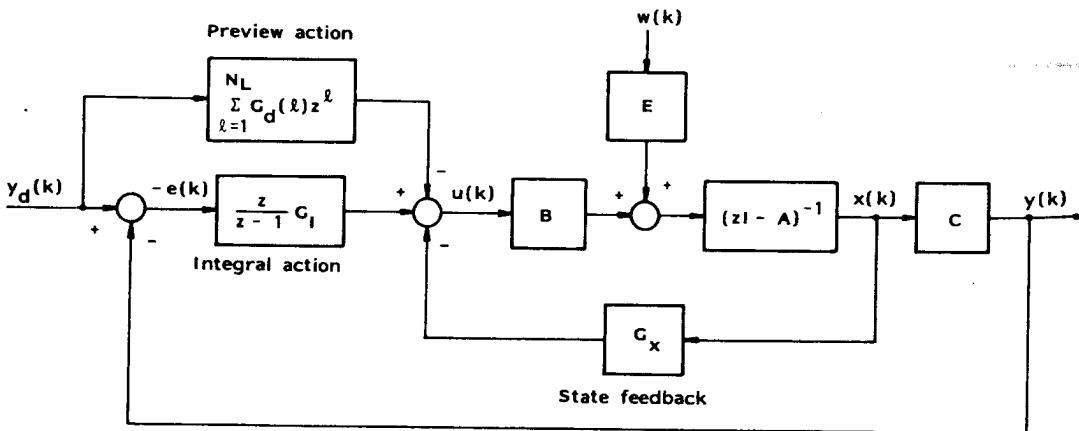 Preview action
w(k)
N_L
Σ G_d(ℓ)z^ℓ
ℓ=1
E
−
+
y_d(k)
− e(k)
+
u(k)
+
x(k)
y(k)
+
−
z
z − 1
G_I
−
B
(zI − A)^−1
C
Integral action
G_x
State feedback